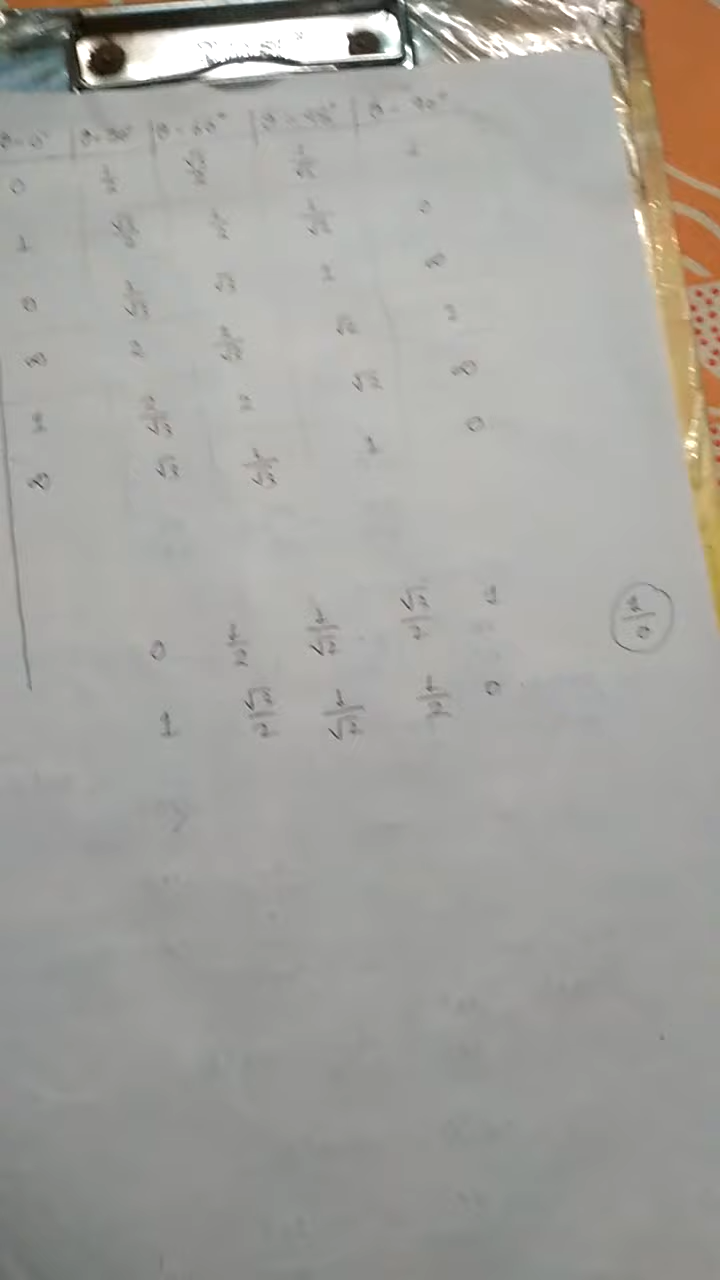 θ = 0° | θ = 30° | θ = 60° | θ = 45° | θ = 90°
0 1/2 √3/2 1/√2 1
1 √3/2 1/2 1/√2 0
0 1/√3 √3 1
2 2/√3 √2 1
1 2/√3 2 √2
√3 1/√3 1 0
0 1/2 1/√2 √3/2 1
1 √3/2 1/√2 1/2 0
1/0